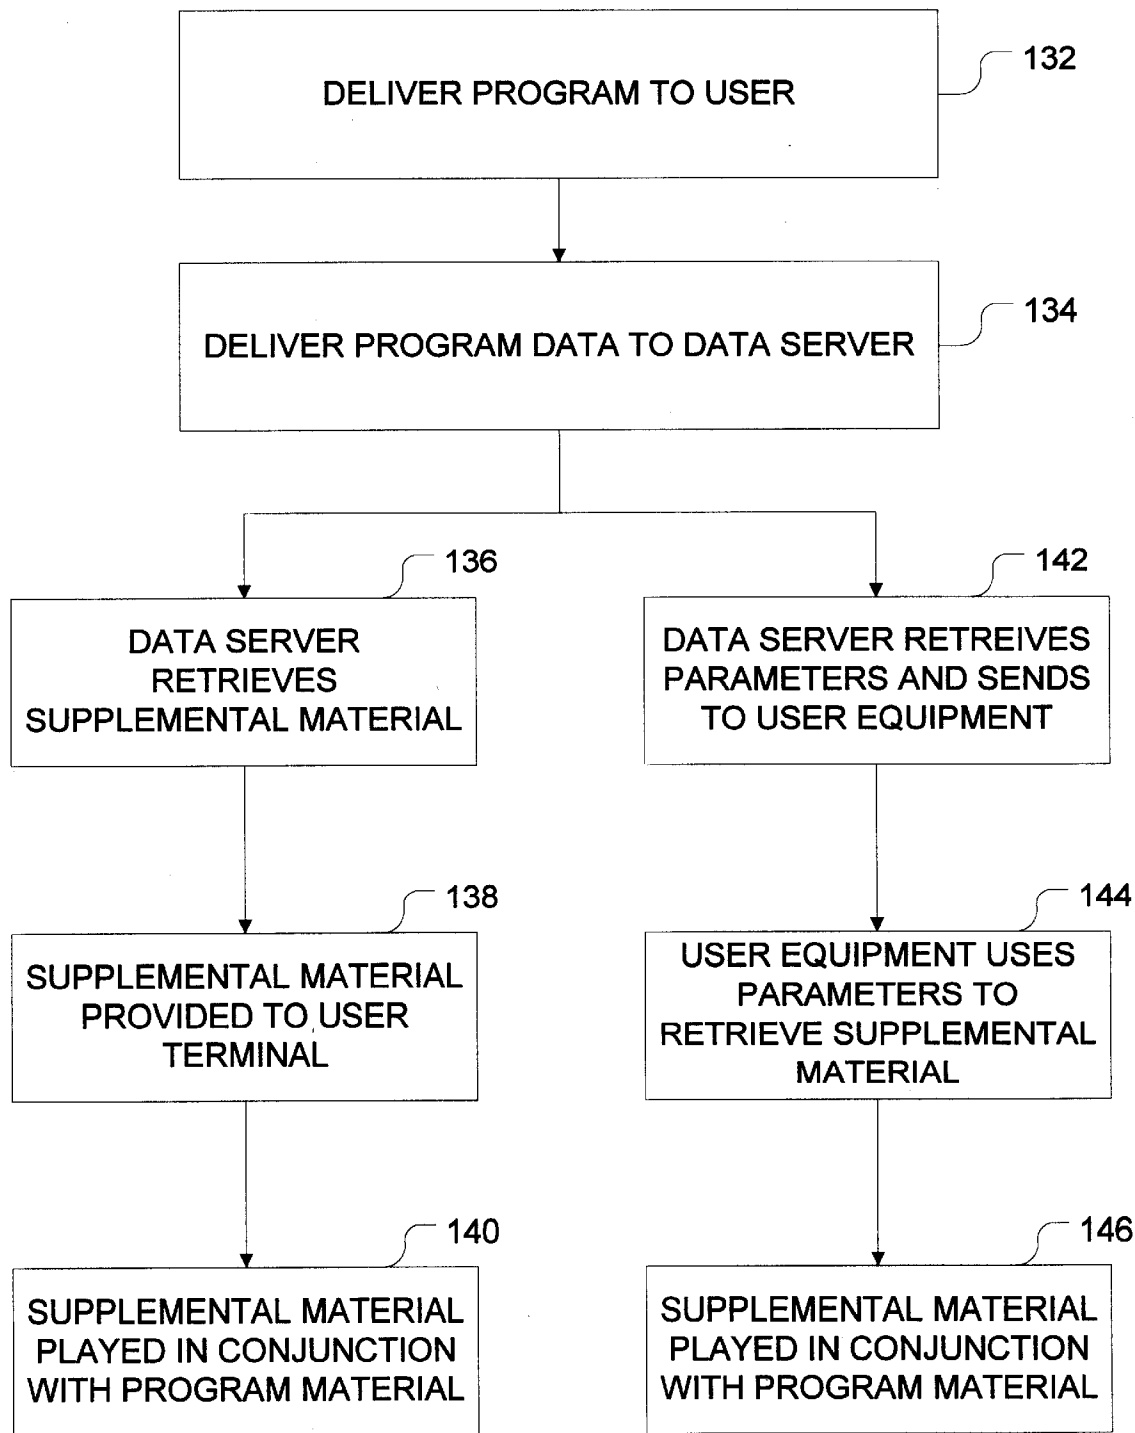 132
DELIVER PROGRAM TO USER
134
DELIVER PROGRAM DATA TO DATA SERVER
136
DATA SERVER
RETRIEVES
SUPPLEMENTAL MATERIAL
142
DATA SERVER RETREIVES
PARAMETERS AND SENDS
TO USER EQUIPMENT
138
SUPPLEMENTAL MATERIAL
PROVIDED TO USER
TERMINAL
144
USER EQUIPMENT USES
PARAMETERS TO
RETRIEVE SUPPLEMENTAL
MATERIAL
140
SUPPLEMENTAL MATERIAL
PLAYED IN CONJUNCTION
WITH PROGRAM MATERIAL
146
SUPPLEMENTAL MATERIAL
PLAYED IN CONJUNCTION
WITH PROGRAM MATERIAL